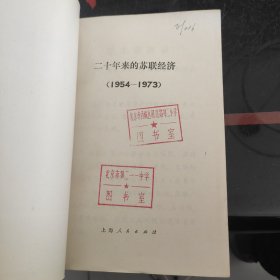 二十年来的苏联经济
(1954—1973)
图书室
北京市第二一一中学
图书室
上海人民出版社